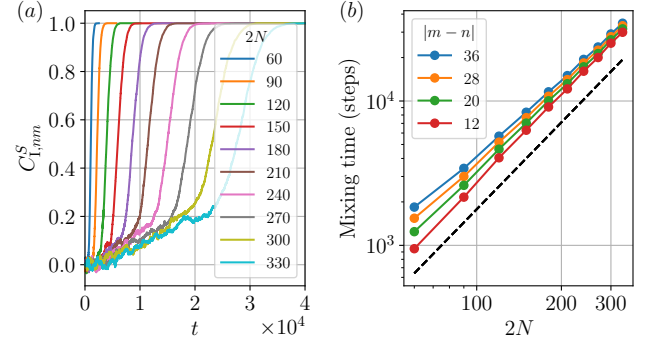 (a)
2N
60
90
120
150
180
210
240
270
300
330
1.0
0.8
0.6
0.4
0.2
0.0
C^S_{I,nm}
0 1 2 3 4
t
×10^4
(b)
|m − n|
36
28
20
12
10^4
10^3
Mixing time (steps)
100 200 300
2N